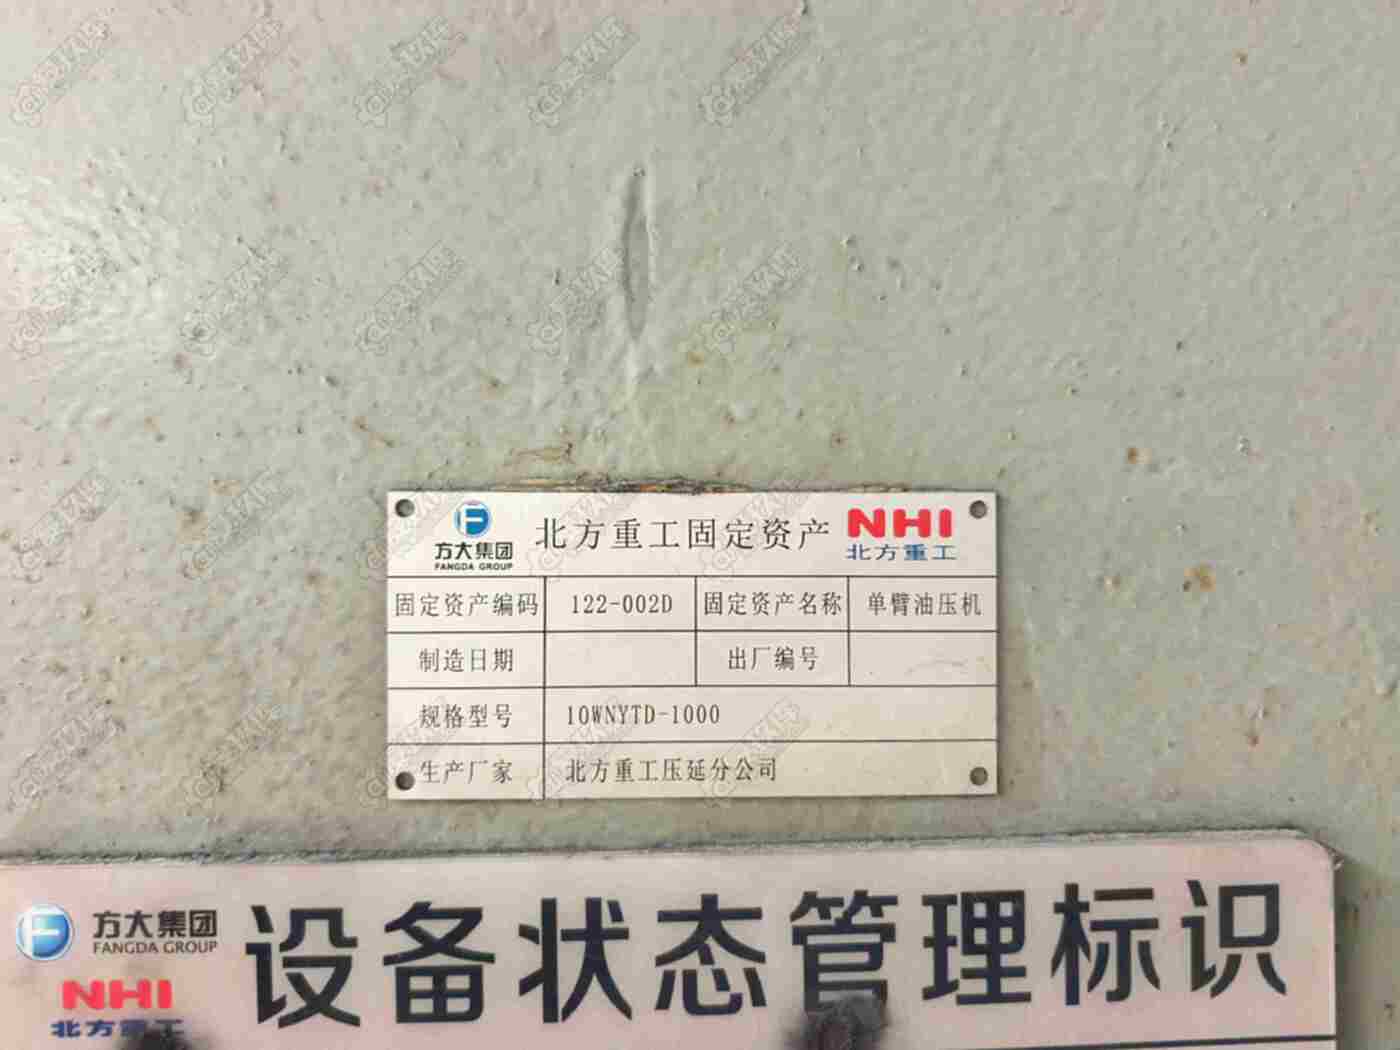 方大集团
FANGDA GROUP
北方重工固定资产
NHI
北方重工
固定资产编码 122-002D 固定资产名称 单臂油压机
制造日期 出厂编号
规格型号 10WNYTD-1000
生产厂家 北方重工压延分公司
方大集团
FANGDA GROUP
NHI
北方重工
设备状态管理标识